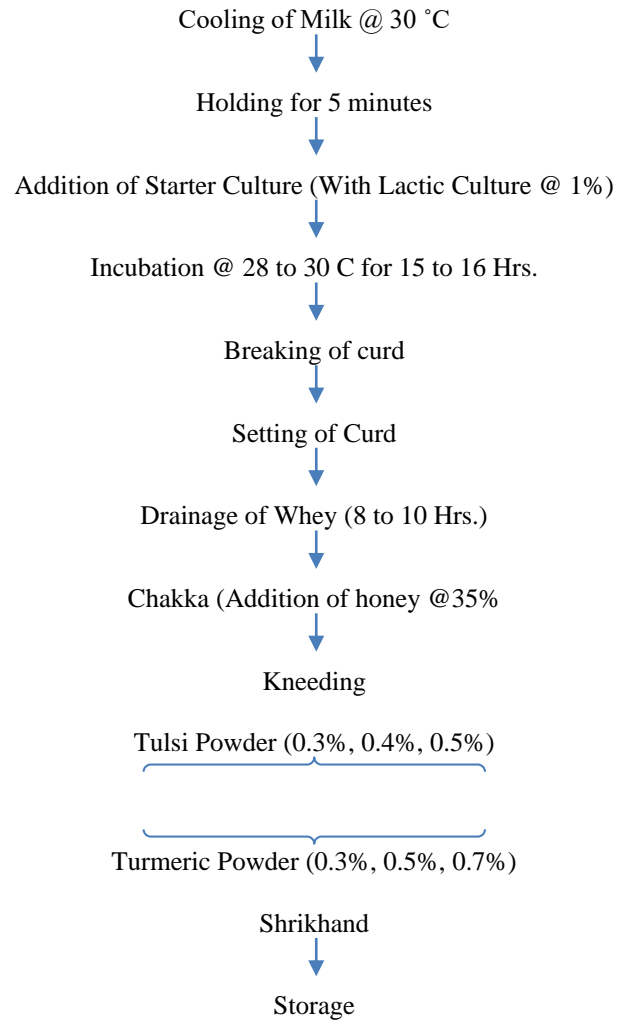 Cooling of Milk @ 30 ˚C
Holding for 5 minutes
Addition of Starter Culture (With Lactic Culture @ 1%)
Incubation @ 28 to 30 C for 15 to 16 Hrs.
Breaking of curd
Setting of Curd
Drainage of Whey (8 to 10 Hrs.)
Chakka (Addition of honey @35%
Kneeding
Tulsi Powder (0.3%, 0.4%, 0.5%)
Turmeric Powder (0.3%, 0.5%, 0.7%)
Shrikhand
Storage